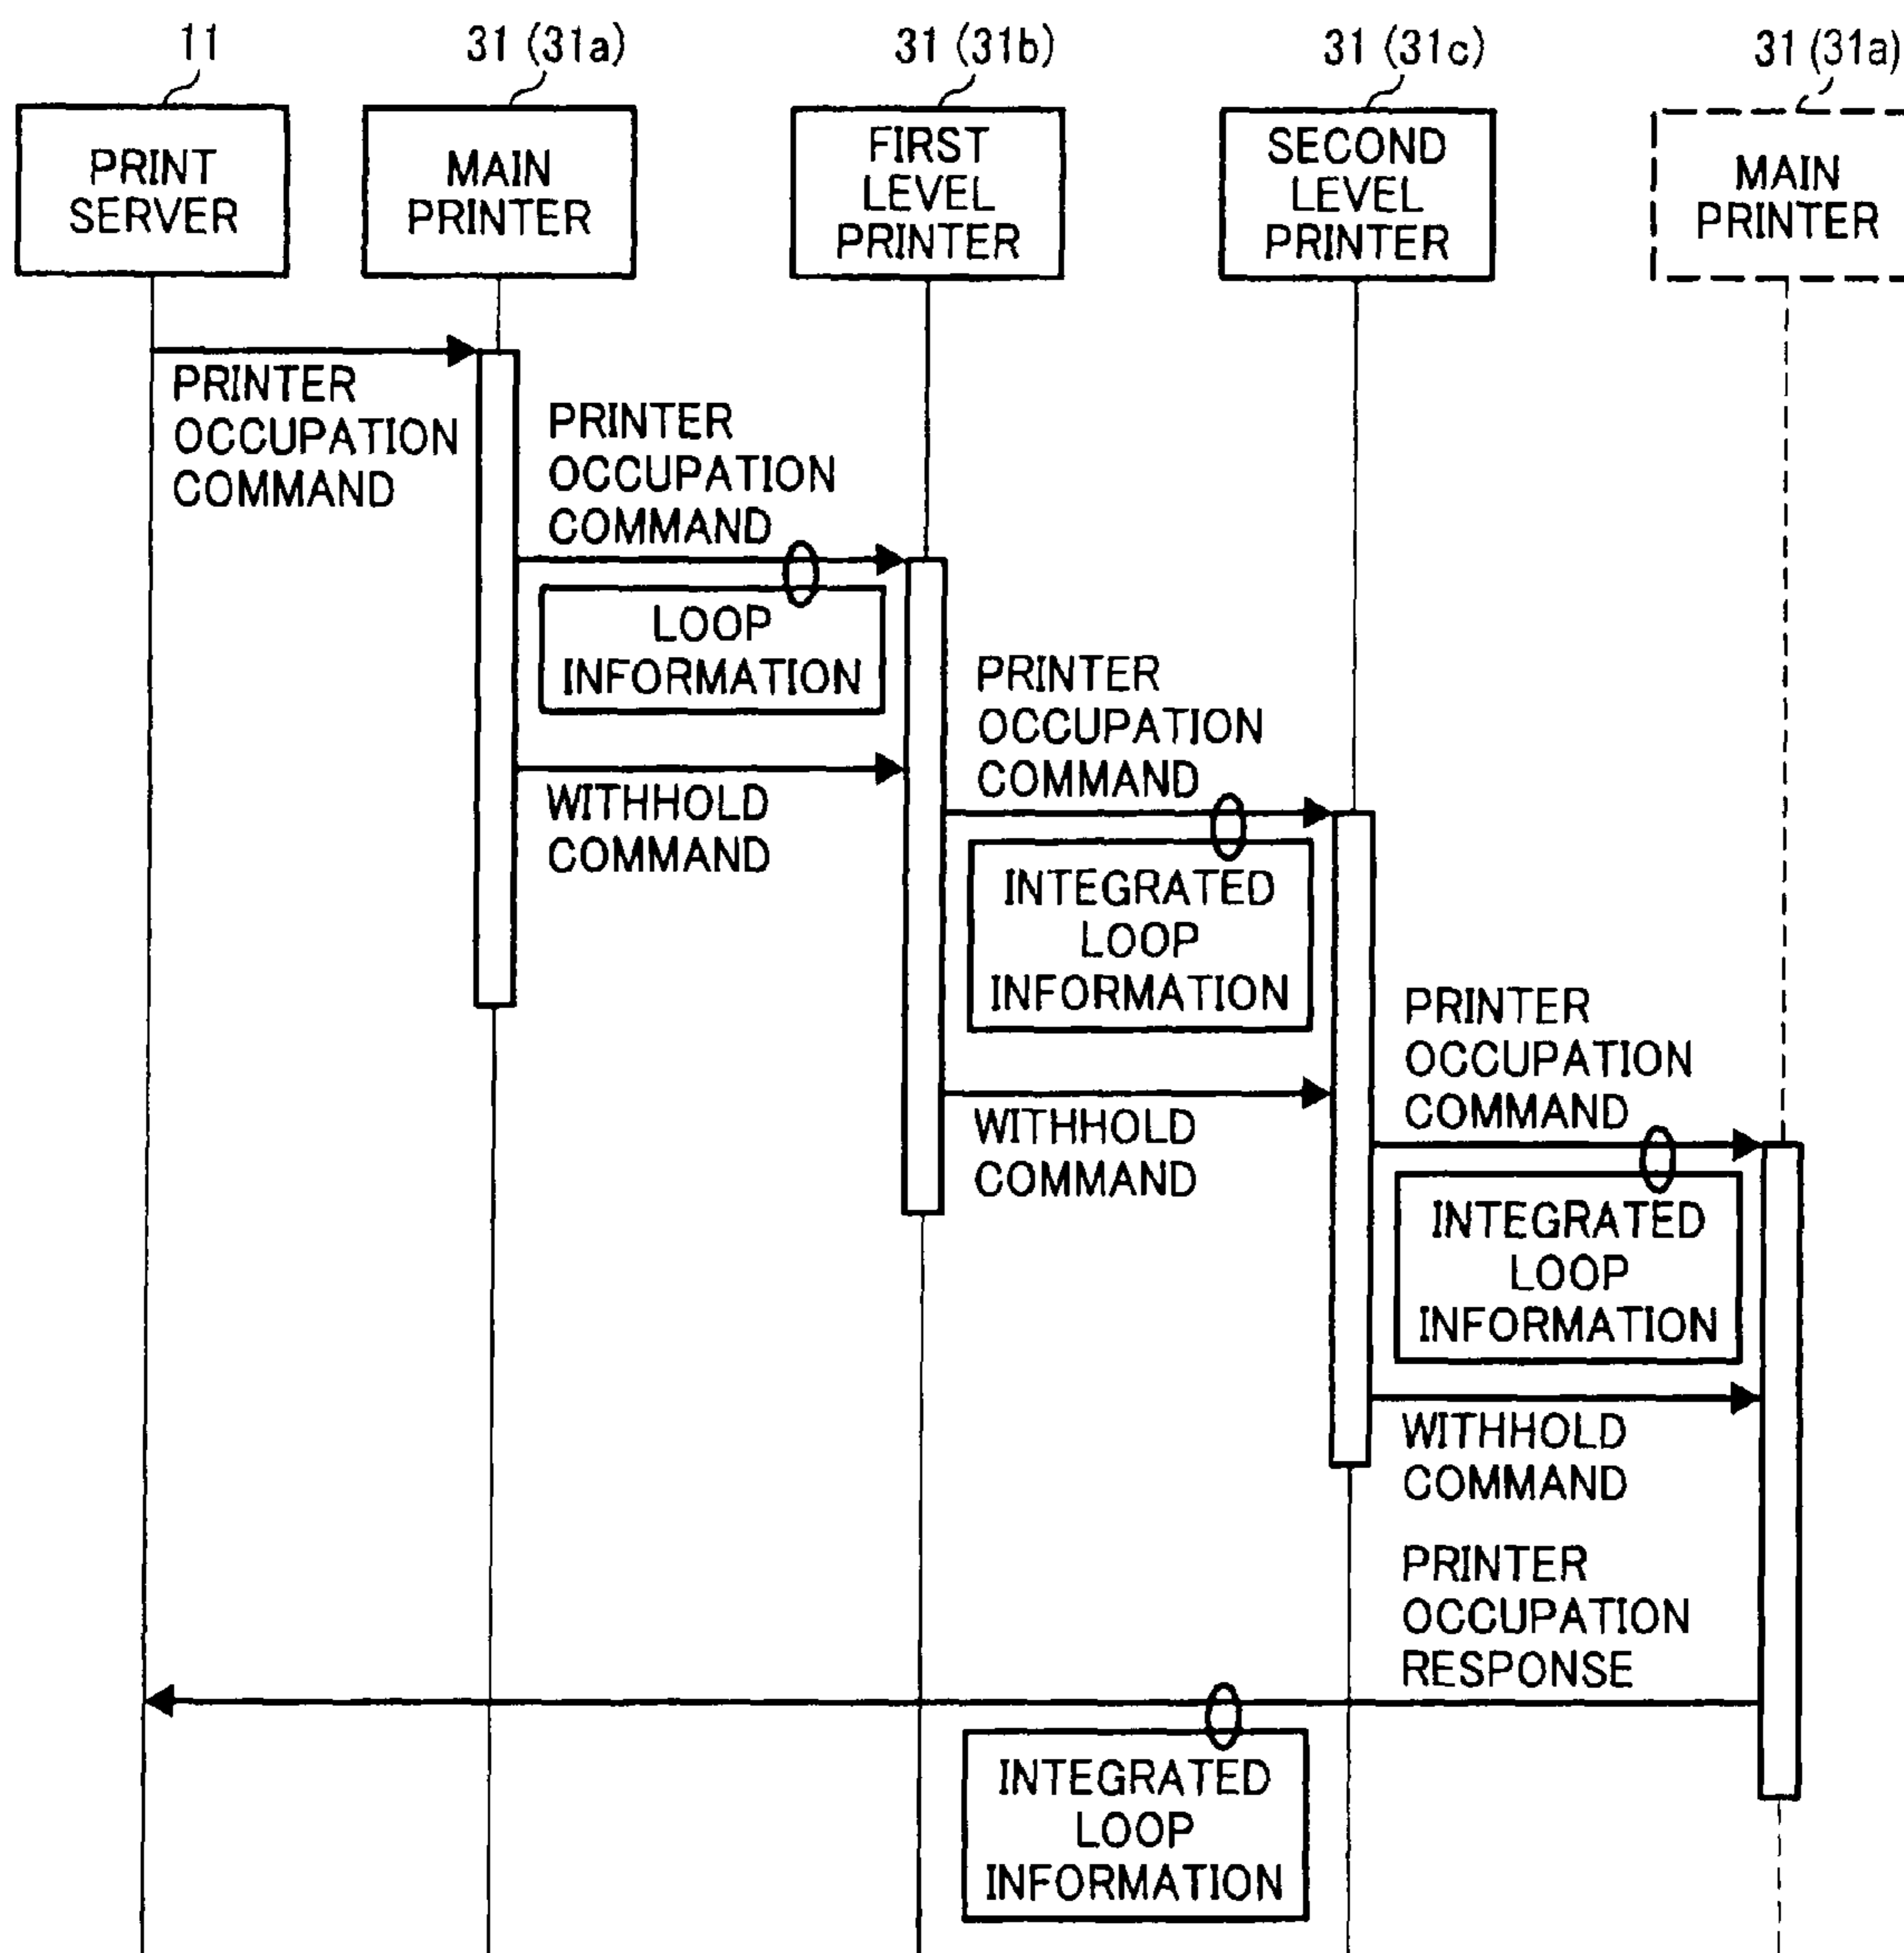 11
31 (31a)
31 (31b)
31 (31c)
31 (31a)
PRINT
SERVER
MAIN
PRINTER
FIRST
LEVEL
PRINTER
SECOND
LEVEL
PRINTER
MAIN
PRINTER
PRINTER
OCCUPATION
COMMAND
PRINTER
OCCUPATION
COMMAND
LOOP
INFORMATION
WITHHOLD
COMMAND
PRINTER
OCCUPATION
COMMAND
INTEGRATED
LOOP
INFORMATION
WITHHOLD
COMMAND
PRINTER
OCCUPATION
COMMAND
INTEGRATED
LOOP
INFORMATION
WITHHOLD
COMMAND
PRINTER
OCCUPATION
RESPONSE
INTEGRATED
LOOP
INFORMATION